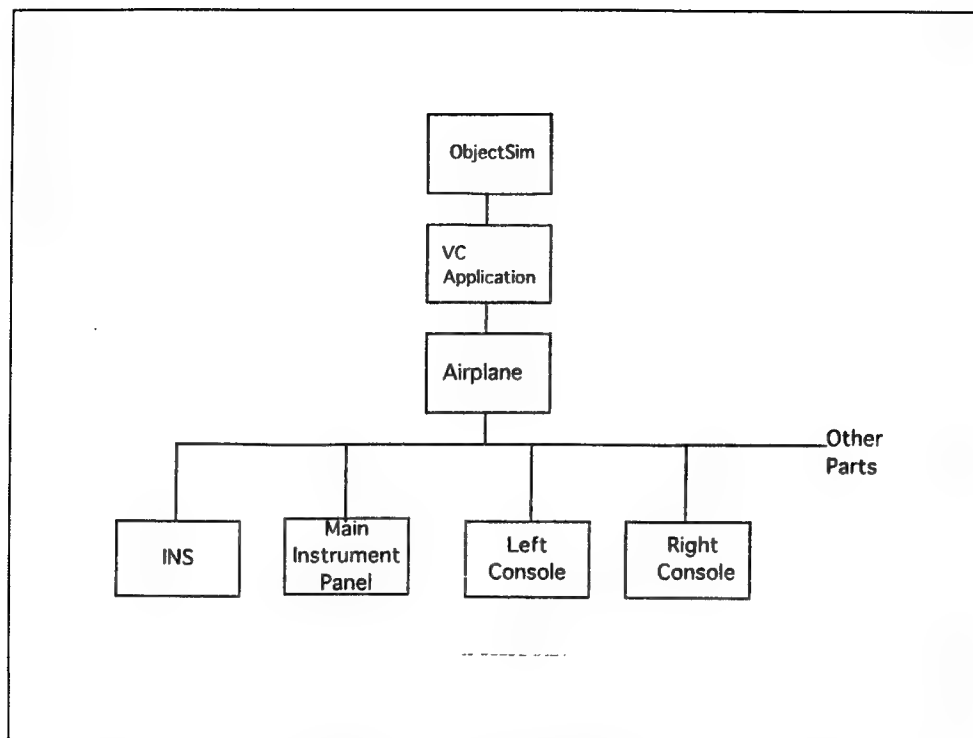 ObjectSim
VC
Application
Airplane
Other
Parts
INS
Main
Instrument
Panel
Left
Console
Right
Console